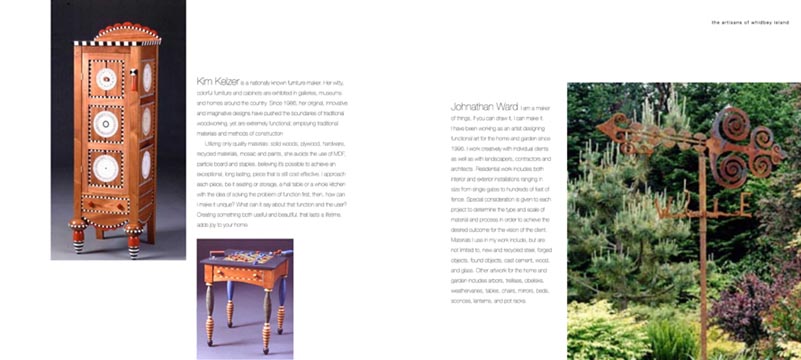 the artisans of whidbey island
Kim Kelzer is a nationally known furniture maker. Her witty,
colorful furniture and cabinets are exhibited in galleries, museums
and homes around the country. Since 1986, her original, innovative
and imaginative designs have pushed the boundaries of traditional
woodworking, yet are extremely functional, employing traditional
materials and methods of construction.
Utilizing only quality materials: solid woods, plywood, hardware,
recycled materials, mosaic and paints, she avoids the use of MDF,
particle board and staples, believing it's possible to achieve an
exceptional, long lasting, piece that is still cost effective. I approach
each piece, be it seating or storage, a hall table or a whole kitchen
with the idea of solving the problem of function first, then, how can
I make it unique? What can it say about that function and the user?
Creating something both useful and beautiful, that lasts a lifetime,
adds joy to your home.
Johnathan Ward I am a maker
of things, if you can draw it, I can make it.
I have been working as an artist designing
functional art for the home and garden since
1996. I work creatively with individual clients
as well as with landscapers, contractors and
architects. Residential work includes both
interior and exterior installations ranging in
size from single gates to hundreds of feet of
fence. Special consideration is given to each
project to determine the type and scale of
material and process in order to achieve the
desired outcome for the vision of the client.
Materials I use in my work include, but are
not limited to, new and recycled steel, forged
objects, found objects, cast cement, wood,
and glass. Other artwork for the home and
garden includes arbors, trellises, obelisks,
weathervanes, tables, chairs, mirrors, beds,
sconces, lanterns, and pot racks.